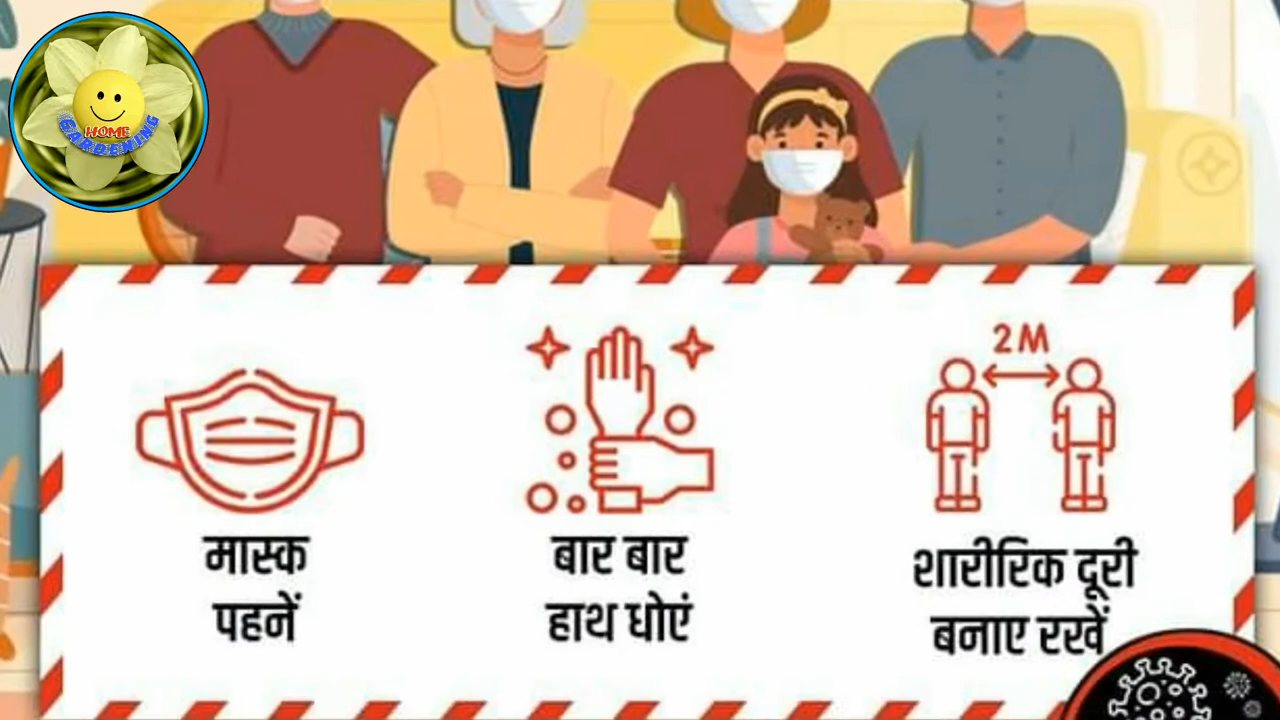 HOME
GARDENING
2M
मास्क
पहनें
बार बार
हाथ धोएं
शारीरिक दूरी
बनाए रखें